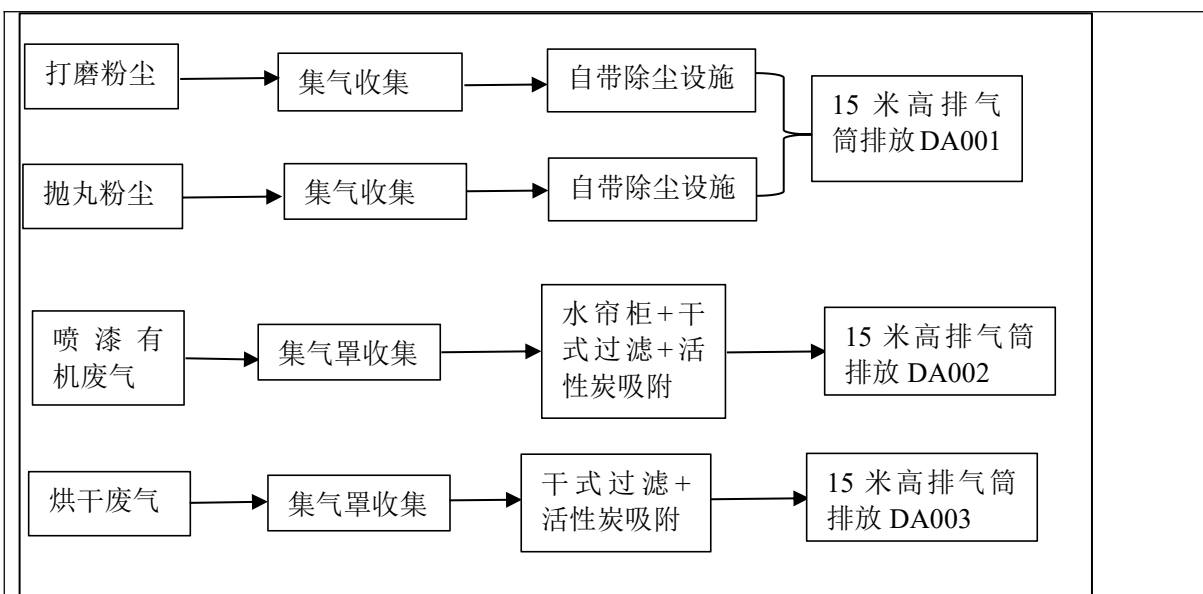 打磨粉尘
集气收集
自带除尘设施
15 米高排气
筒排放DA001
抛丸粉尘
集气收集
自带除尘设施
喷漆有
机废气
集气罩收集
水帘柜+干
式过滤+活
性炭吸附
15 米高排气筒
排放 DA002
烘干废气
集气罩收集
干式过滤+
活性炭吸附
15 米高排气筒
排放 DA003